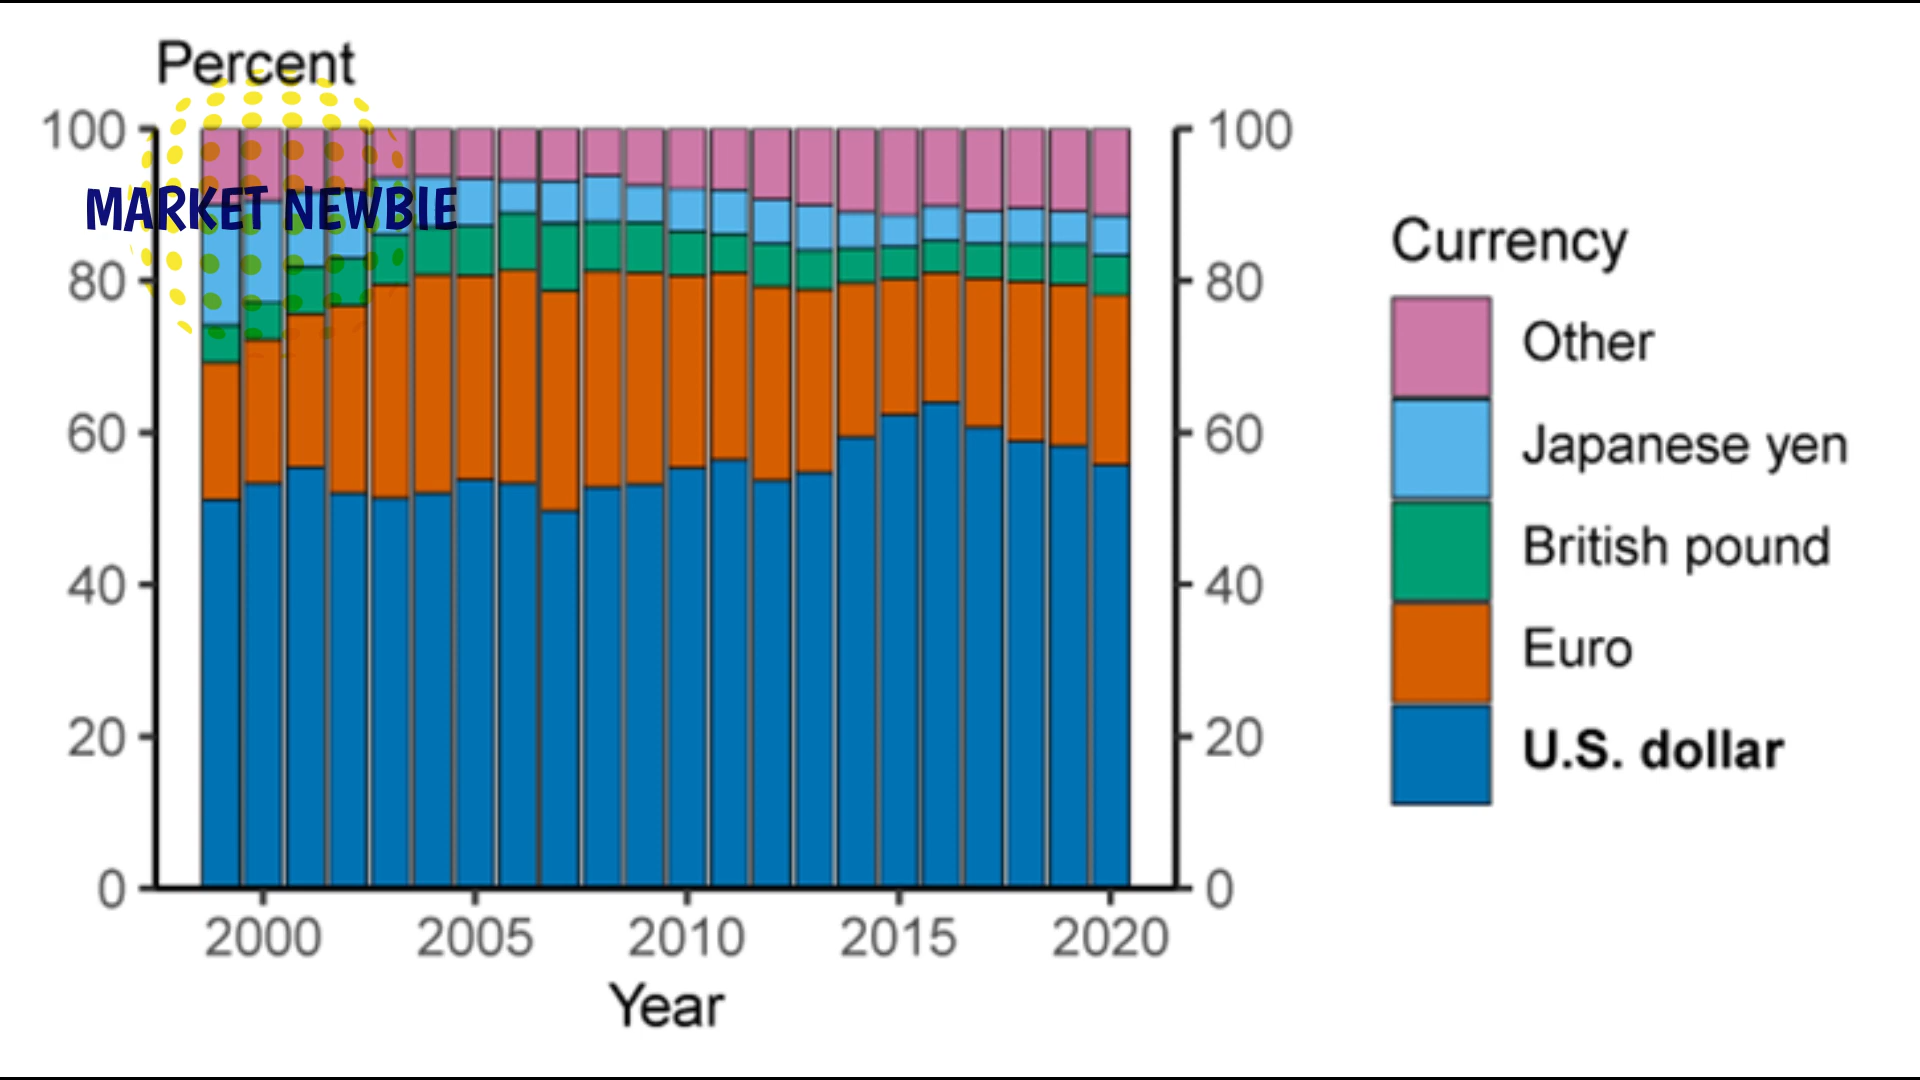 Percent
100
80
60
40
20
0
MARKET NEWBIE
100
80
60
40
20
0
2000 2005 2010 2015 2020
Year
Currency
Other
Japanese yen
British pound
Euro
U.S. dollar